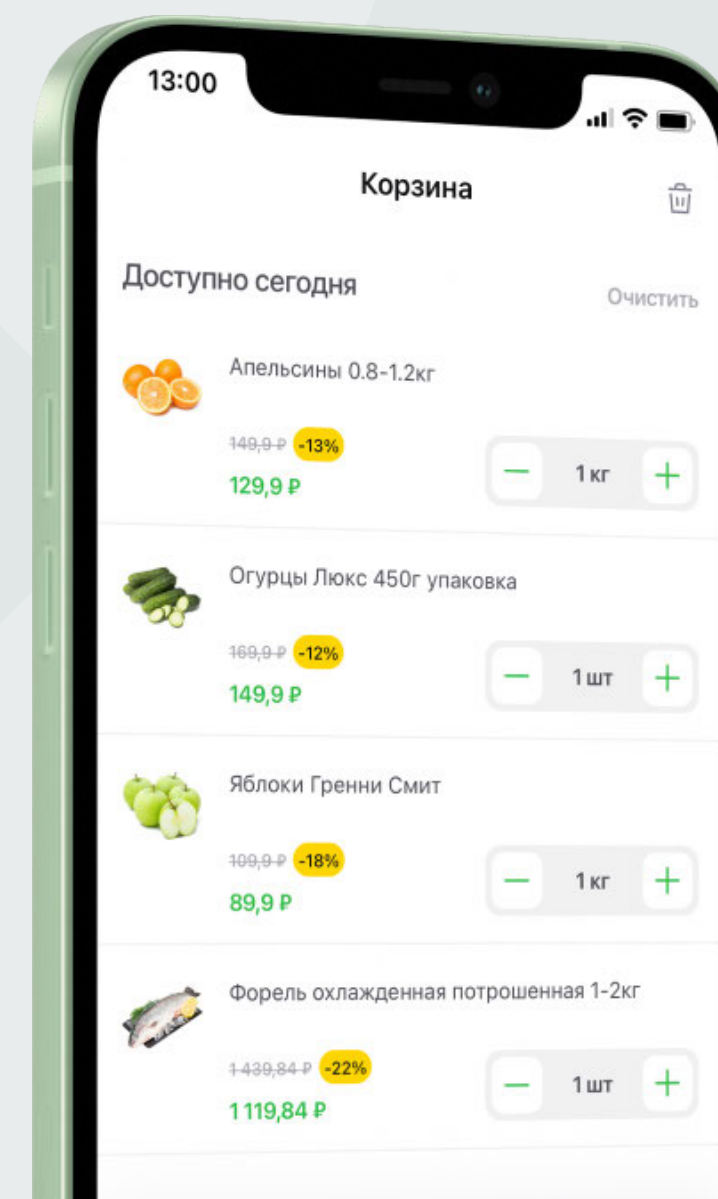 13:00
Корзина
Доступно сегодня
Очистить
Апельсины 0.8-1.2кг
149,9 ₽ -13%
129,9 ₽
1 кг
Огурцы Люкс 450г упаковка
169,9 ₽ -12%
149,9 ₽
1 шт
Яблоки Гренни Смит
109,9 ₽ -18%
89,9 ₽
1 кг
Форель охлажденная потрошенная 1-2кг
1 439,84 ₽ -22%
1 119,84 ₽
1 шт